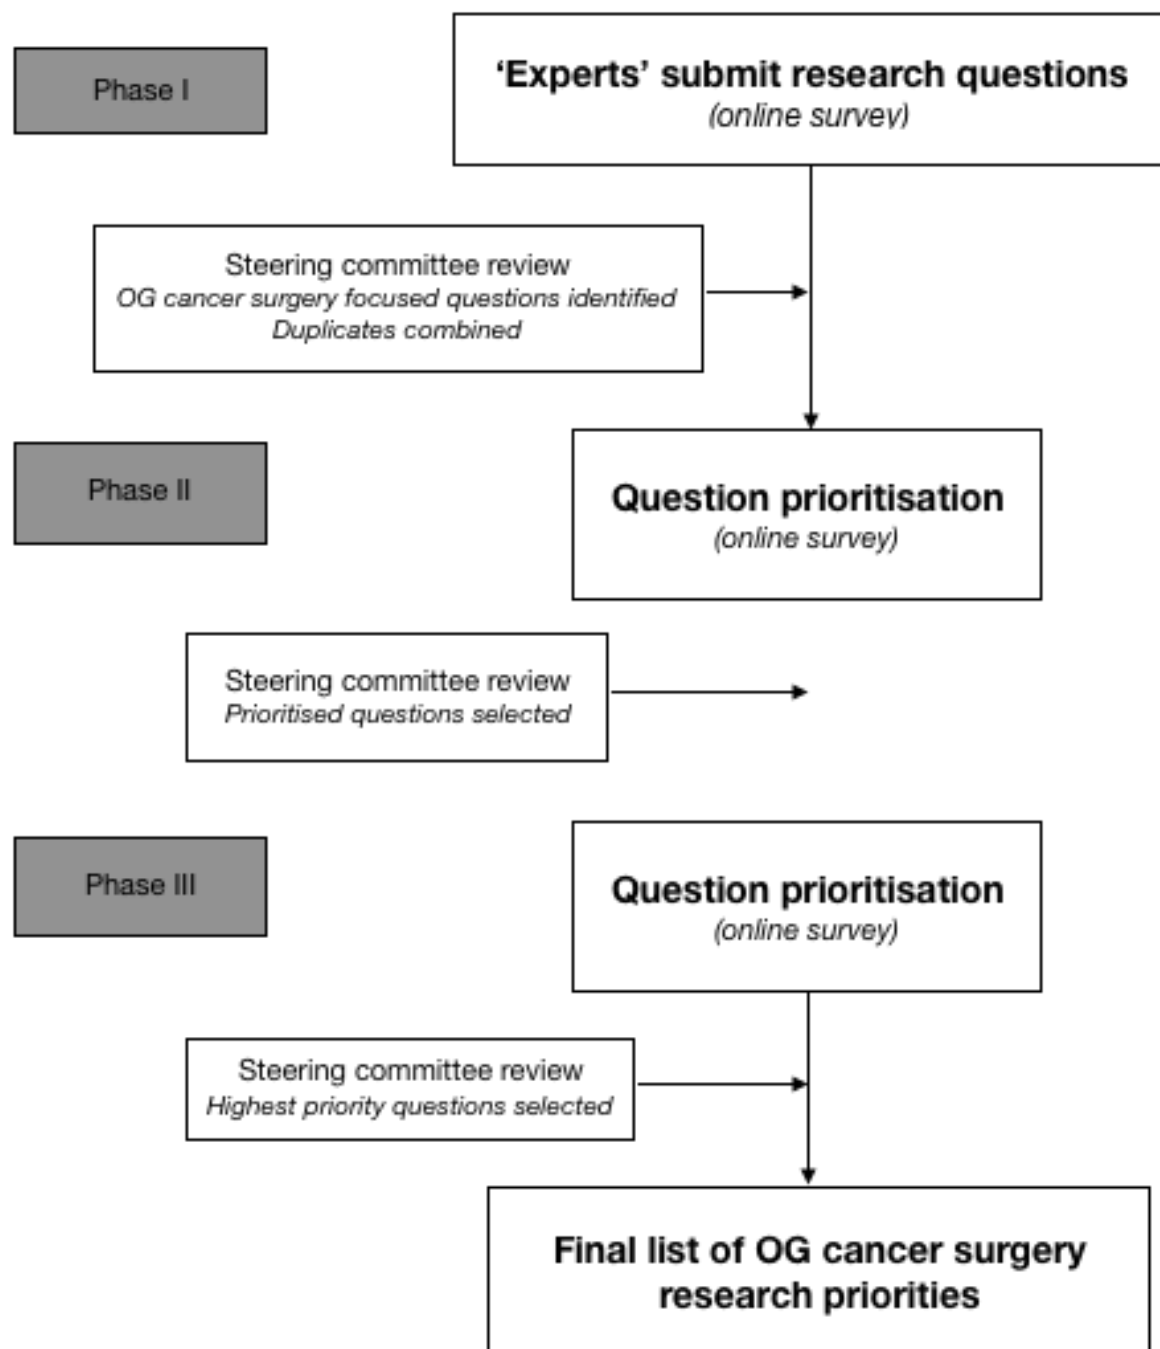 Phase I
‘Experts’ submit research questions
(online survey)
Steering committee review
OG cancer surgery focused questions identified
Duplicates combined
Phase II
Question prioritisation
(online survey)
Steering committee review
Prioritised questions selected
Phase III
Question prioritisation
(online survey)
Steering committee review
Highest priority questions selected
Final list of OG cancer surgery
research priorities